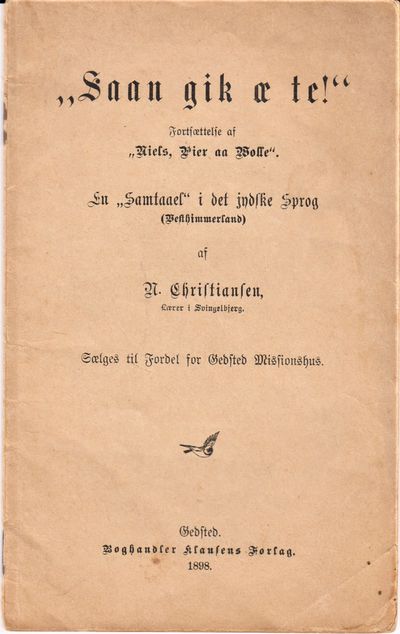 „Saan gik æ te!“
Fortsættelse af
„Niels, Pier aa Wolle“.
En „Samtaael“ i det jydske Sprog
(Vesthimmerland)
af
N. Christiansen,
Lærer i Svingelbjerg.
Sælges til Fordel for Gedsted Missionshus.
Gedsted.
Boghandler Klausens Forlag.
1898.